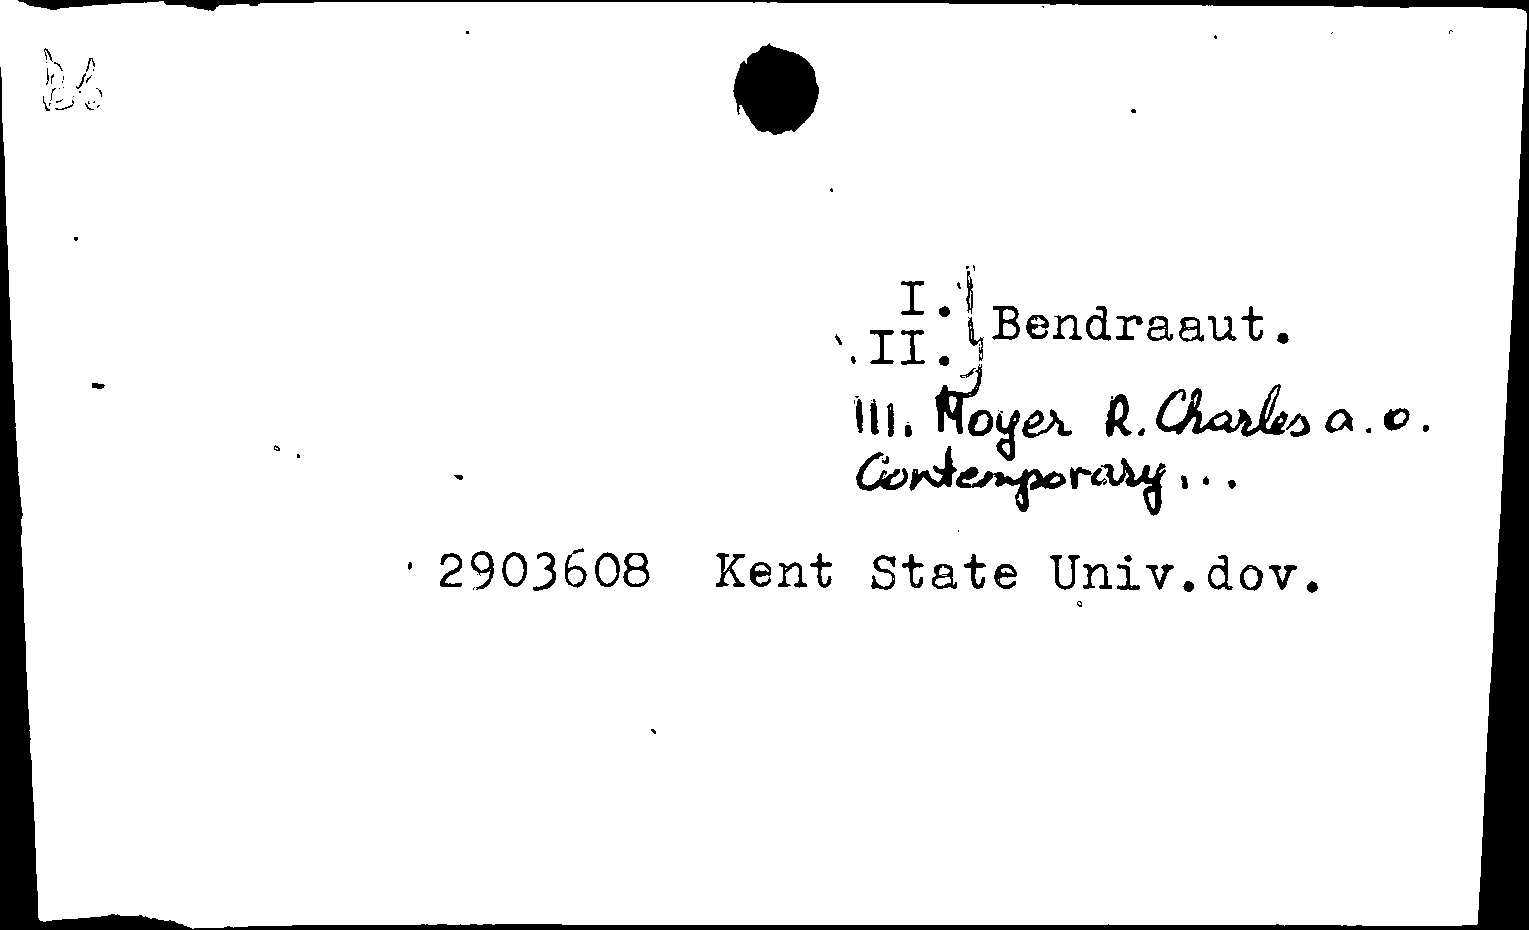 I.
II. } Bendraaut.
III. Moyer R. Charles a. o.
Contemporary...
2903608 Kent State Univ.dov.